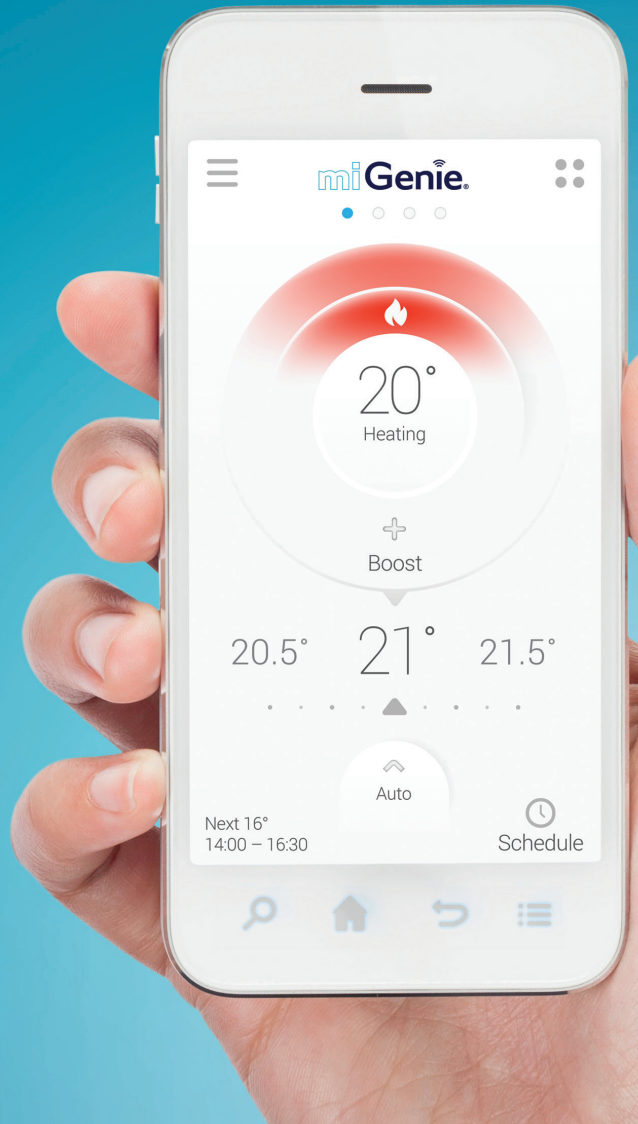 miGenie®
20°
Heating
Boost
20.5° 21° 21.5°
Auto
Next 16°
14:00 – 16:30
Schedule